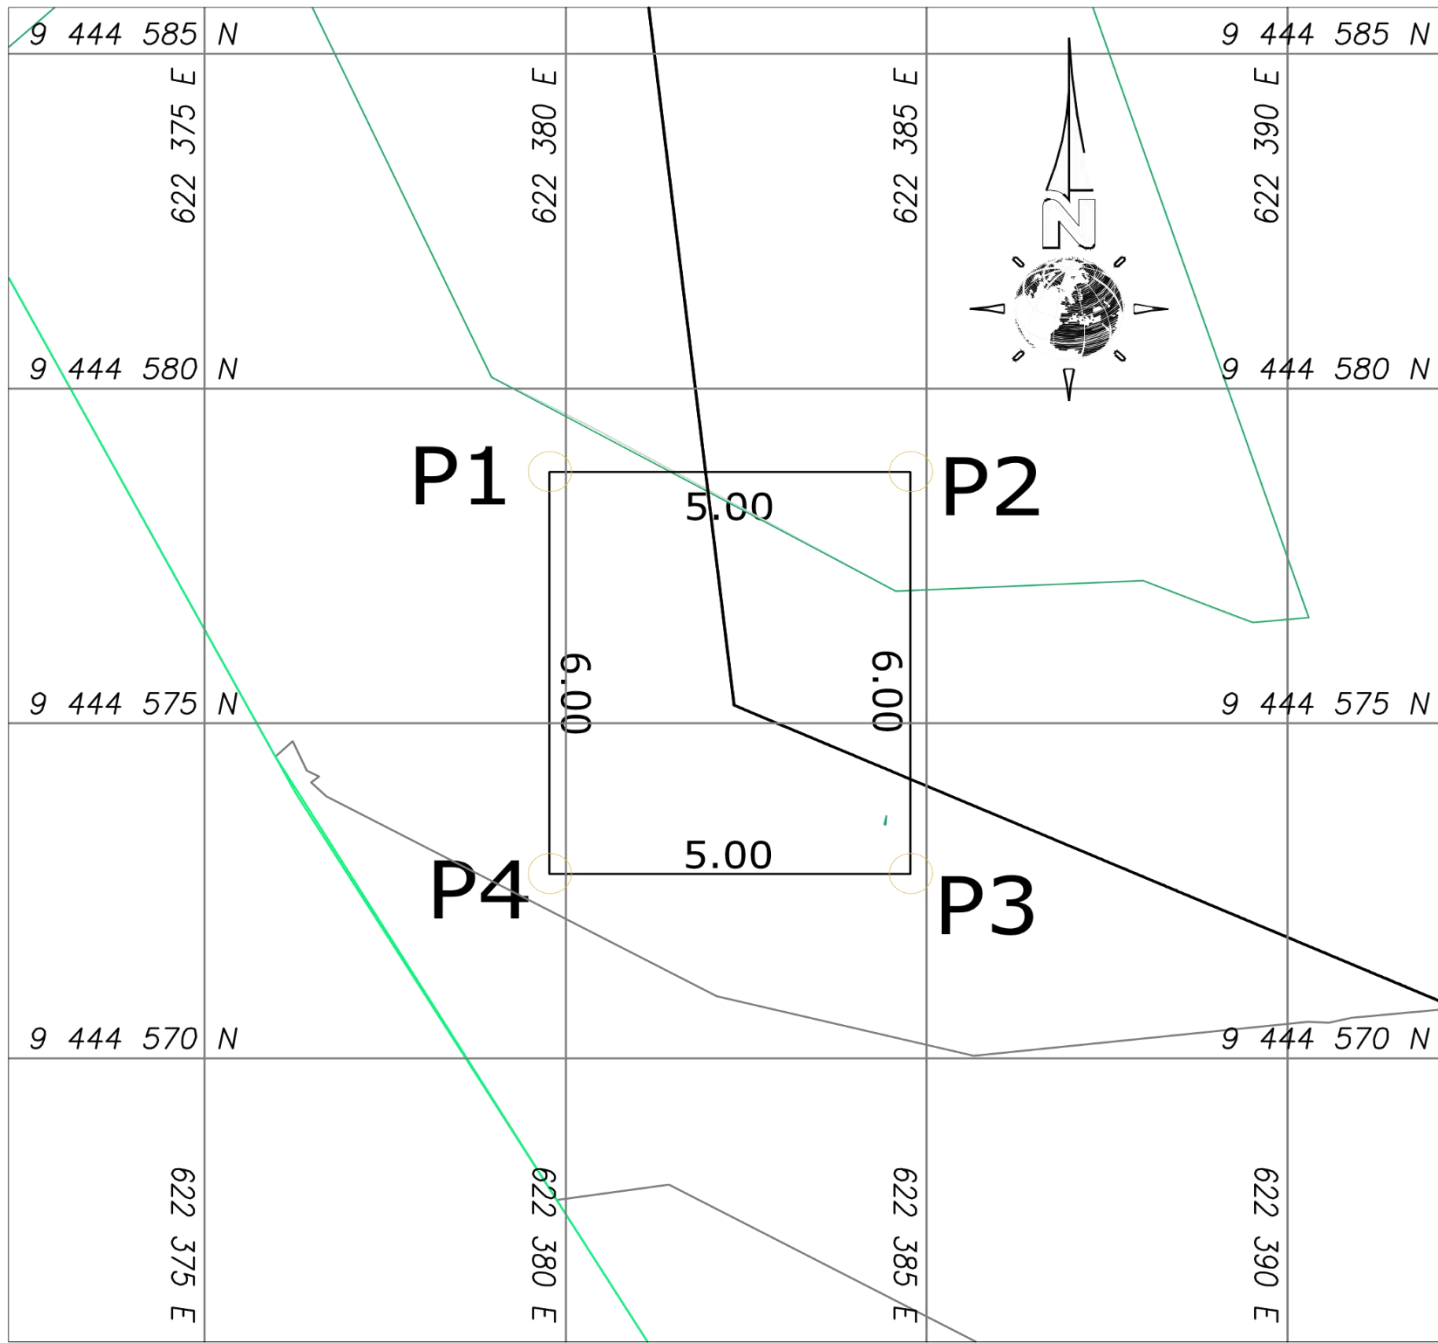 9 444 585 N
9 444 585 N
622 375 E
622 380 E
622 385 E
622 390 E
N
9 444 580 N
9 444 580 N
P1
P2
5.00
6.00
6.00
9 444 575 N
9 444 575 N
5.00
P4
P3
9 444 570 N
9 444 570 N
622 375 E
622 380 E
622 385 E
622 390 E